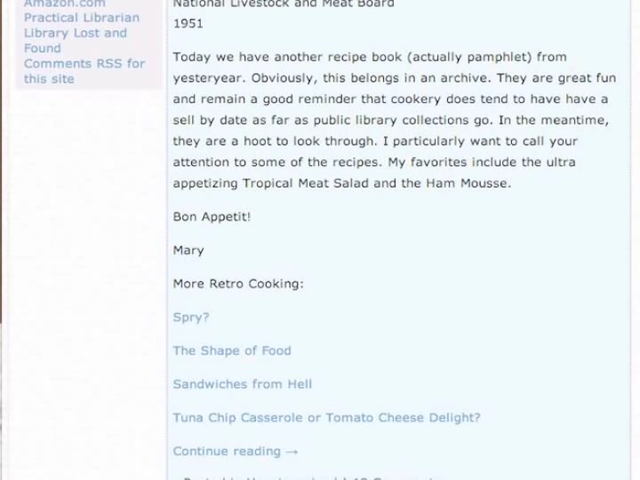 Amazon.com
Practical Librarian
Library Lost and
Found
Comments RSS for
this site
National Livestock and Meat Board
1951
Today we have another recipe book (actually pamphlet) from
yesteryear. Obviously, this belongs in an archive. They are great fun
and remain a good reminder that cookery does tend to have have a
sell by date as far as public library collections go. In the meantime,
they are a hoot to look through. I particularly want to call your
attention to some of the recipes. My favorites include the ultra
appetizing Tropical Meat Salad and the Ham Mousse.
Bon Appetit!
Mary
More Retro Cooking:
Spry?
The Shape of Food
Sandwiches from Hell
Tuna Chip Casserole or Tomato Cheese Delight?
Continue reading →